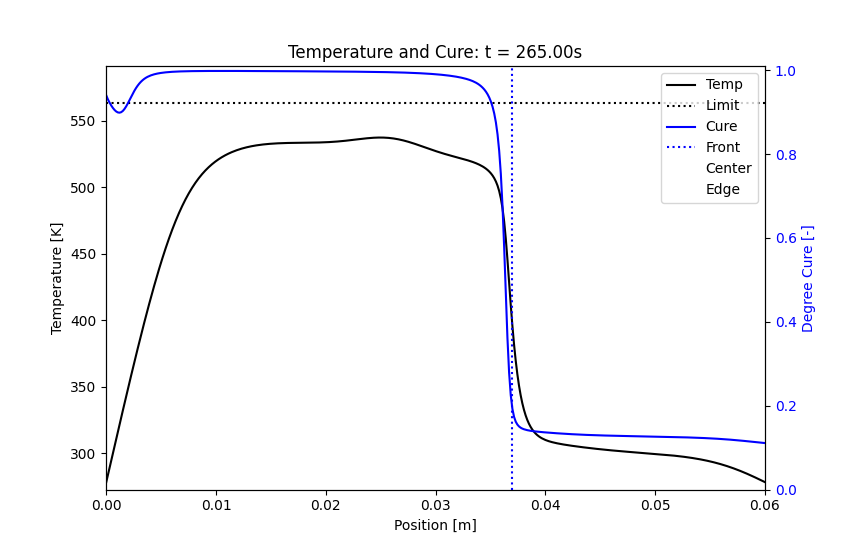 Temperature and Cure: t = 265.00s
Temp
Limit
Cure
Front
Center
Edge
Temperature [K]
550
500
450
400
350
300
Degree Cure [-]
1.0
0.8
0.6
0.4
0.2
0.0
0.00 0.01 0.02 0.03 0.04 0.05 0.06
Position [m]